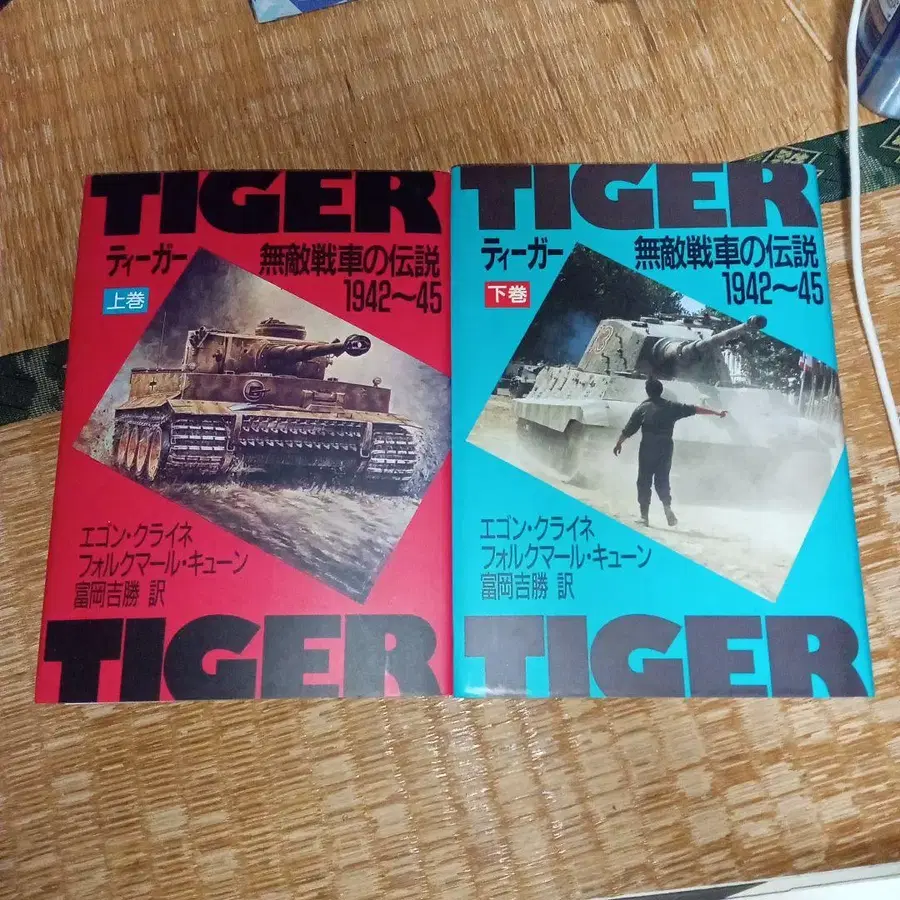 TIGER
ティーガー 無敵戦車の伝説
上巻 1942〜45
エゴン・クライネ
フォルクマール・キューン
富岡吉勝 訳
TIGER
TIGER
ティーガー 無敵戦車の伝説
下巻 1942〜45
エゴン・クライネ
フォルクマール・キューン
富岡吉勝 訳
TIGER